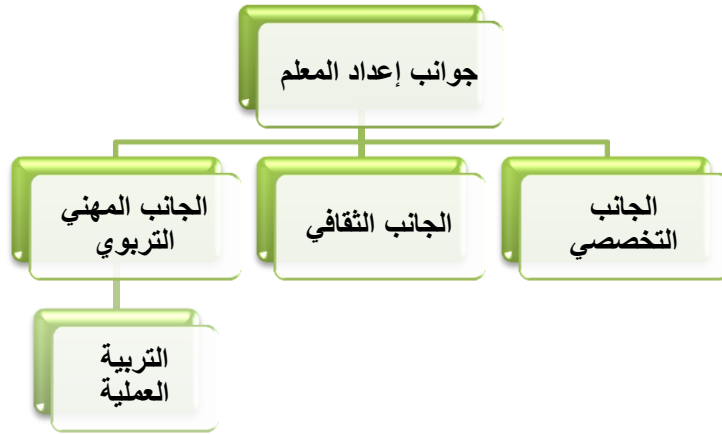 جوانب إعداد المعلم
الجانب
التخصصي
الجانب الثقافي
الجانب المهني
التربوي
التربية
العملية